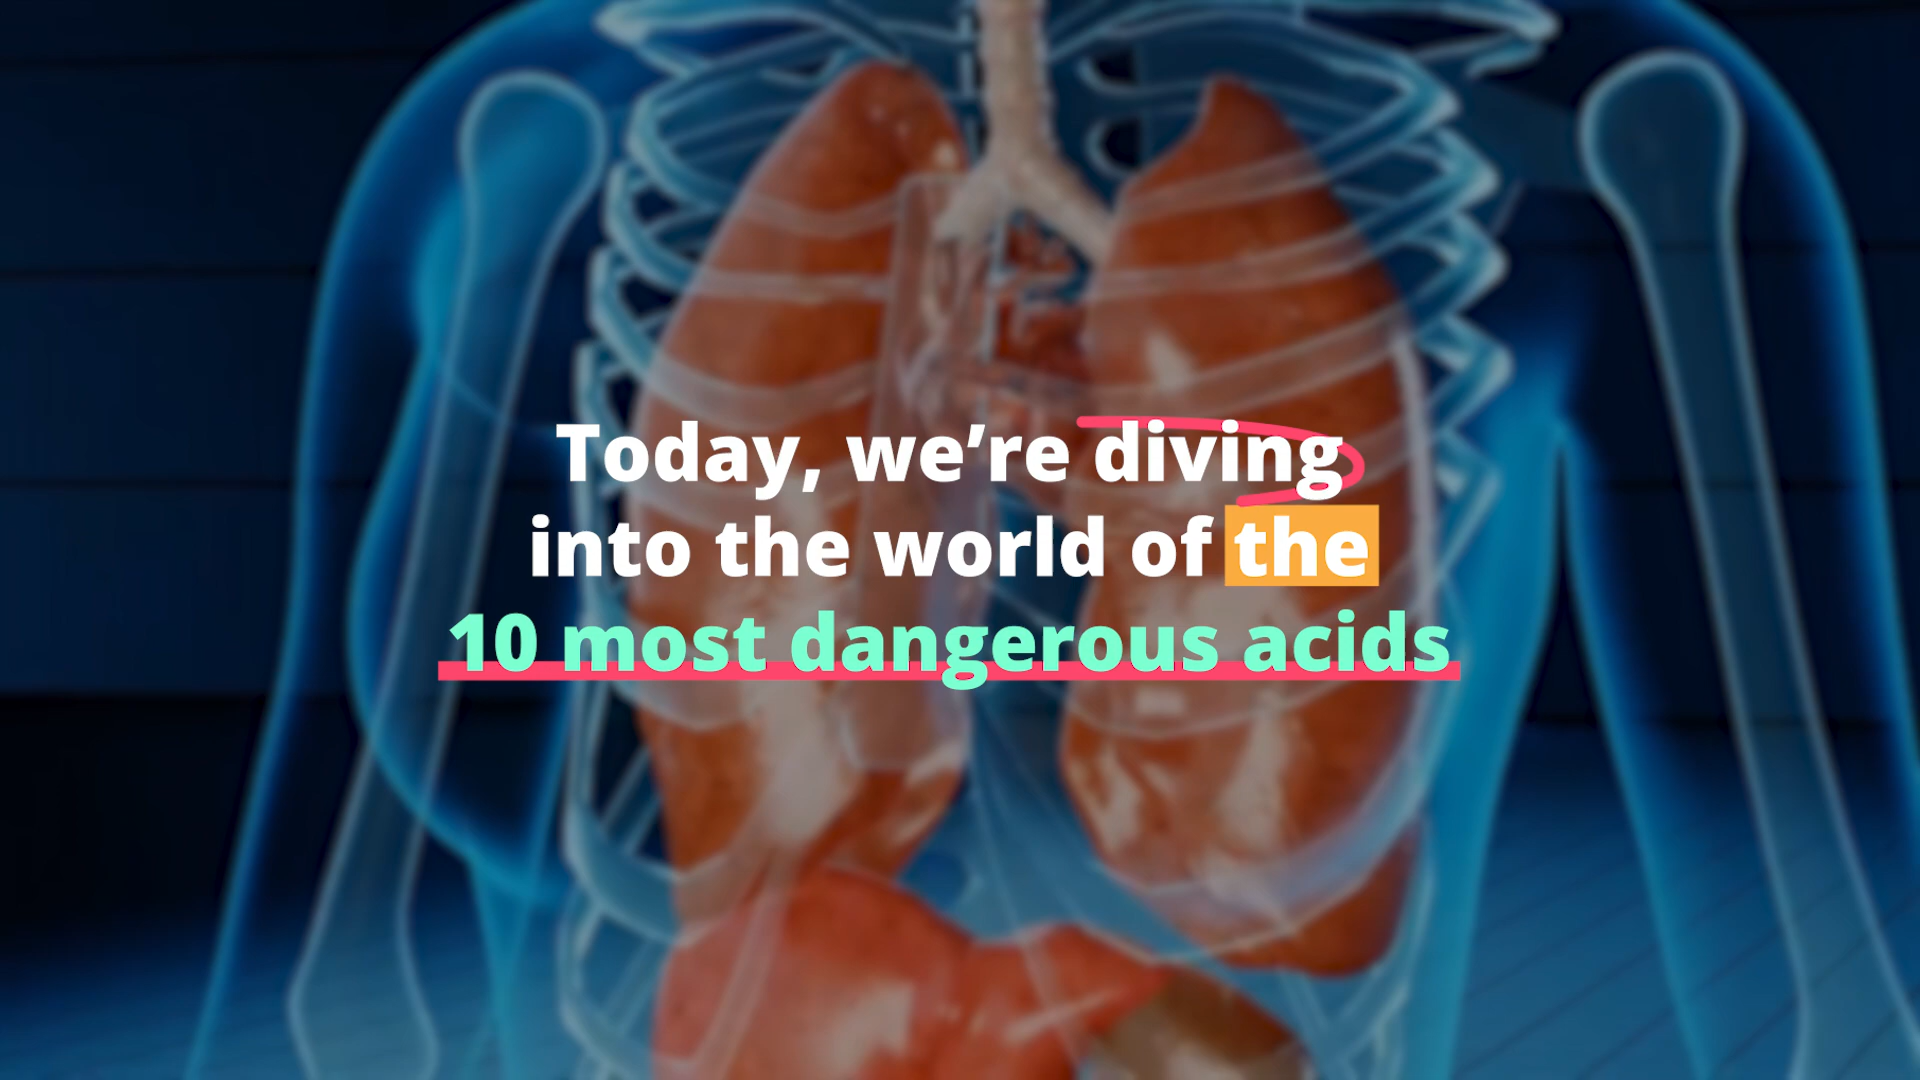 Today, we’re diving
into the world of the
10 most dangerous acids